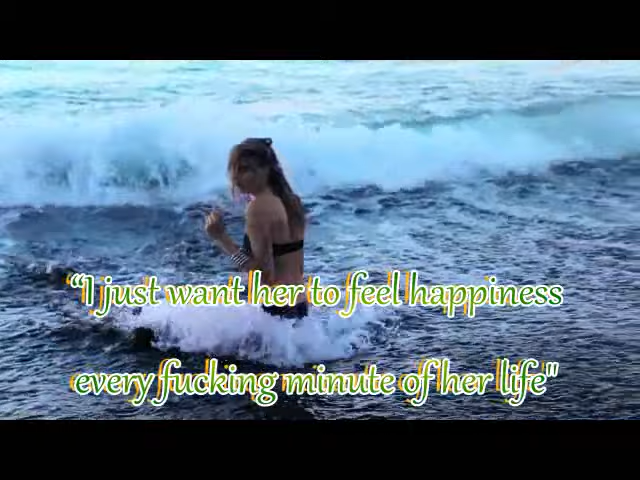 “I just want her to feel happiness
every fucking minute of her life"